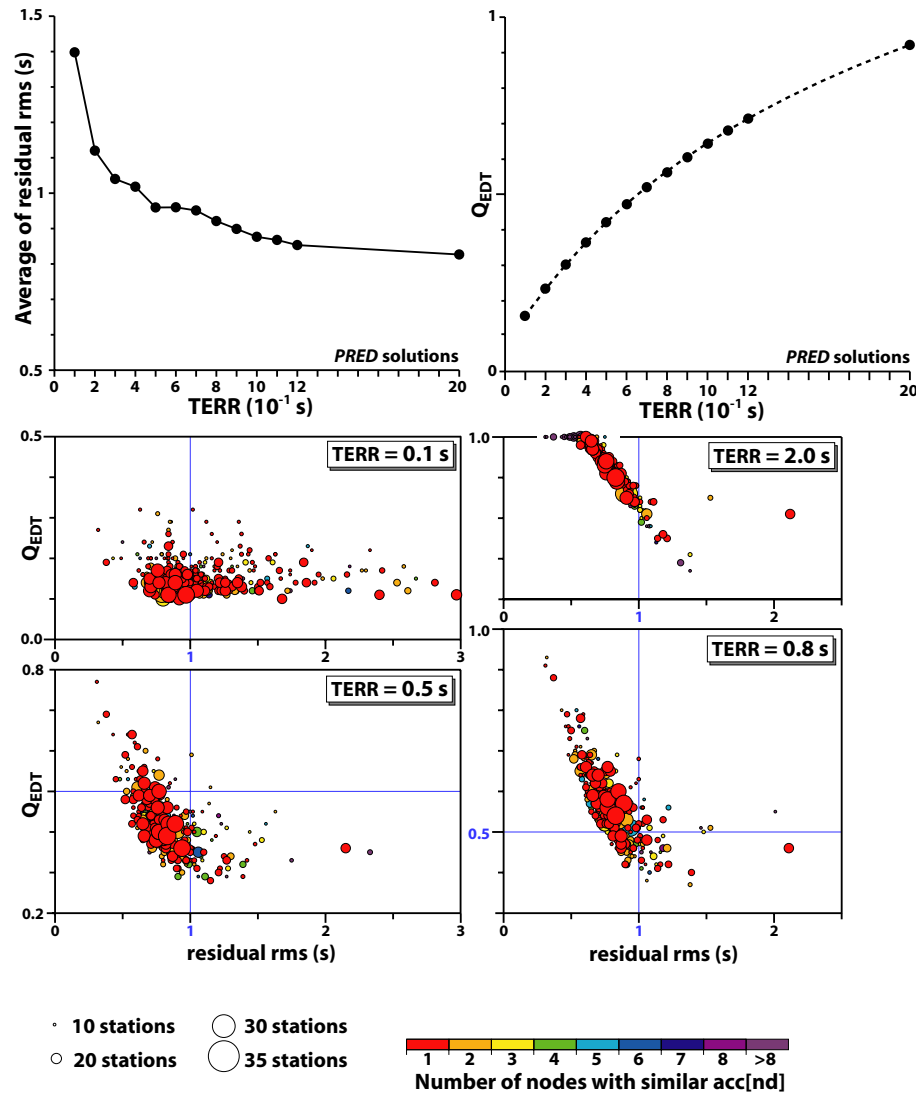 1.5
1
0.5
Average of residual rms (s)
PRED solutions
0 2 4 6 8 10 12 20
TERR (10⁻¹ s)
1
0
Q_EDT
PRED solutions
0 2 4 6 8 10 12 20
TERR (10⁻¹ s)
0.5
0.0
Q_EDT
TERR = 0.1 s
0 1 2 3
1.0
TERR = 2.0 s
0 1 2
0.8
0.2
Q_EDT
TERR = 0.5 s
0 1 2 3
residual rms (s)
1.0
0.5
TERR = 0.8 s
0 1 2
residual rms (s)
10 stations
30 stations
20 stations
35 stations
1 2 3 4 5 6 7 8 >8
Number of nodes with similar acc[nd]